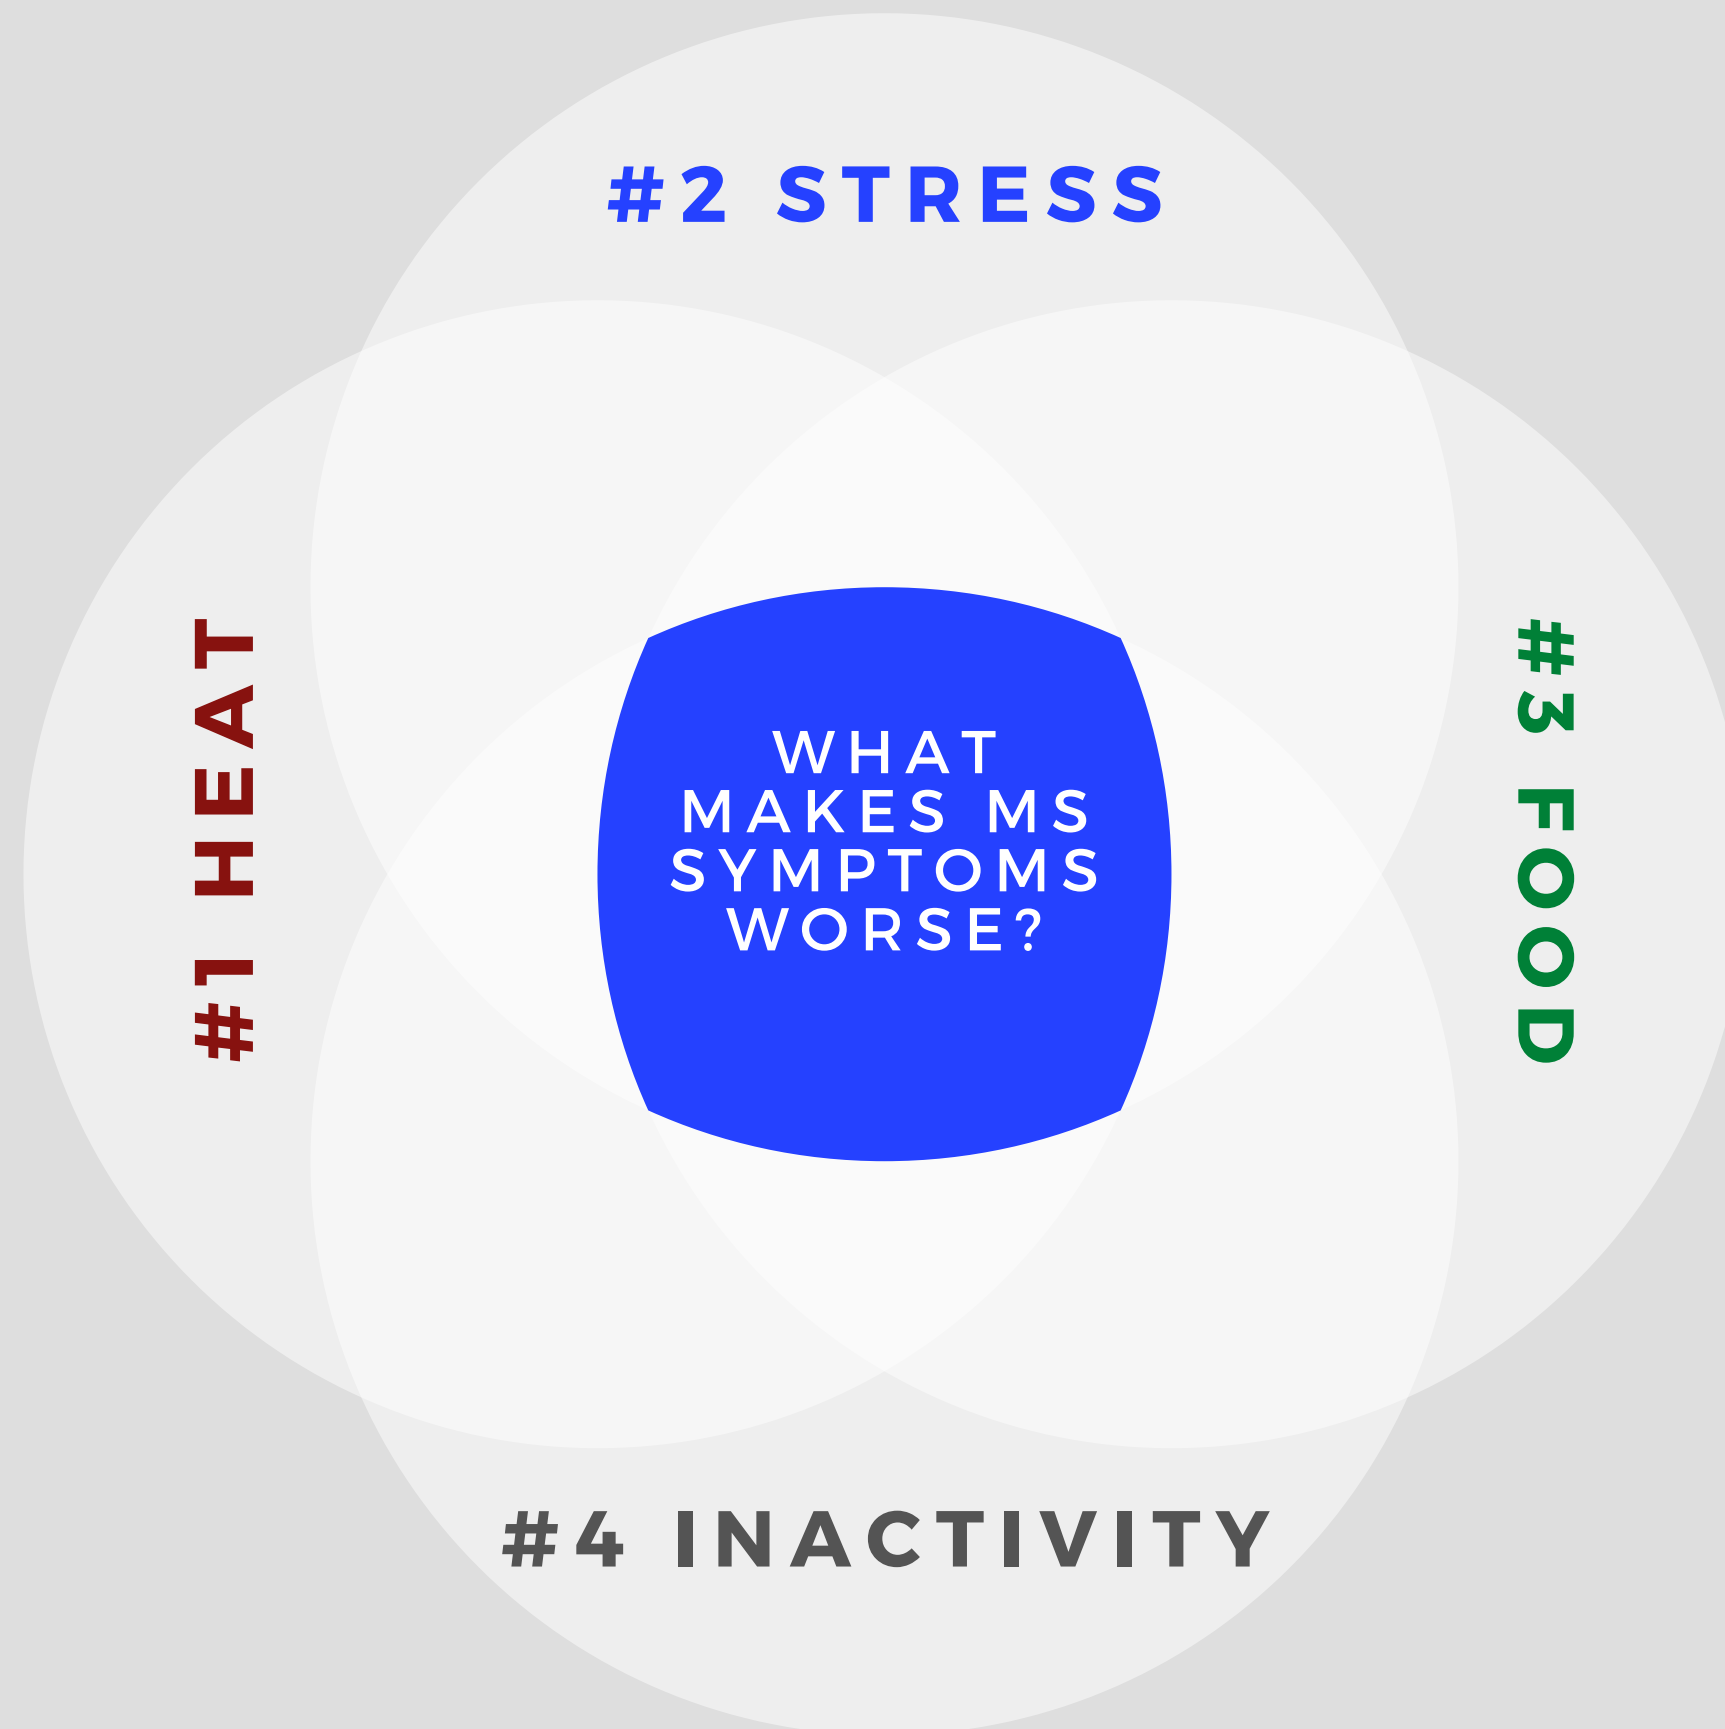 #2 STRESS
#1 HEAT
WHAT
MAKES MS
SYMPTOMS
WORSE?
#3 FOOD
#4 INACTIVITY